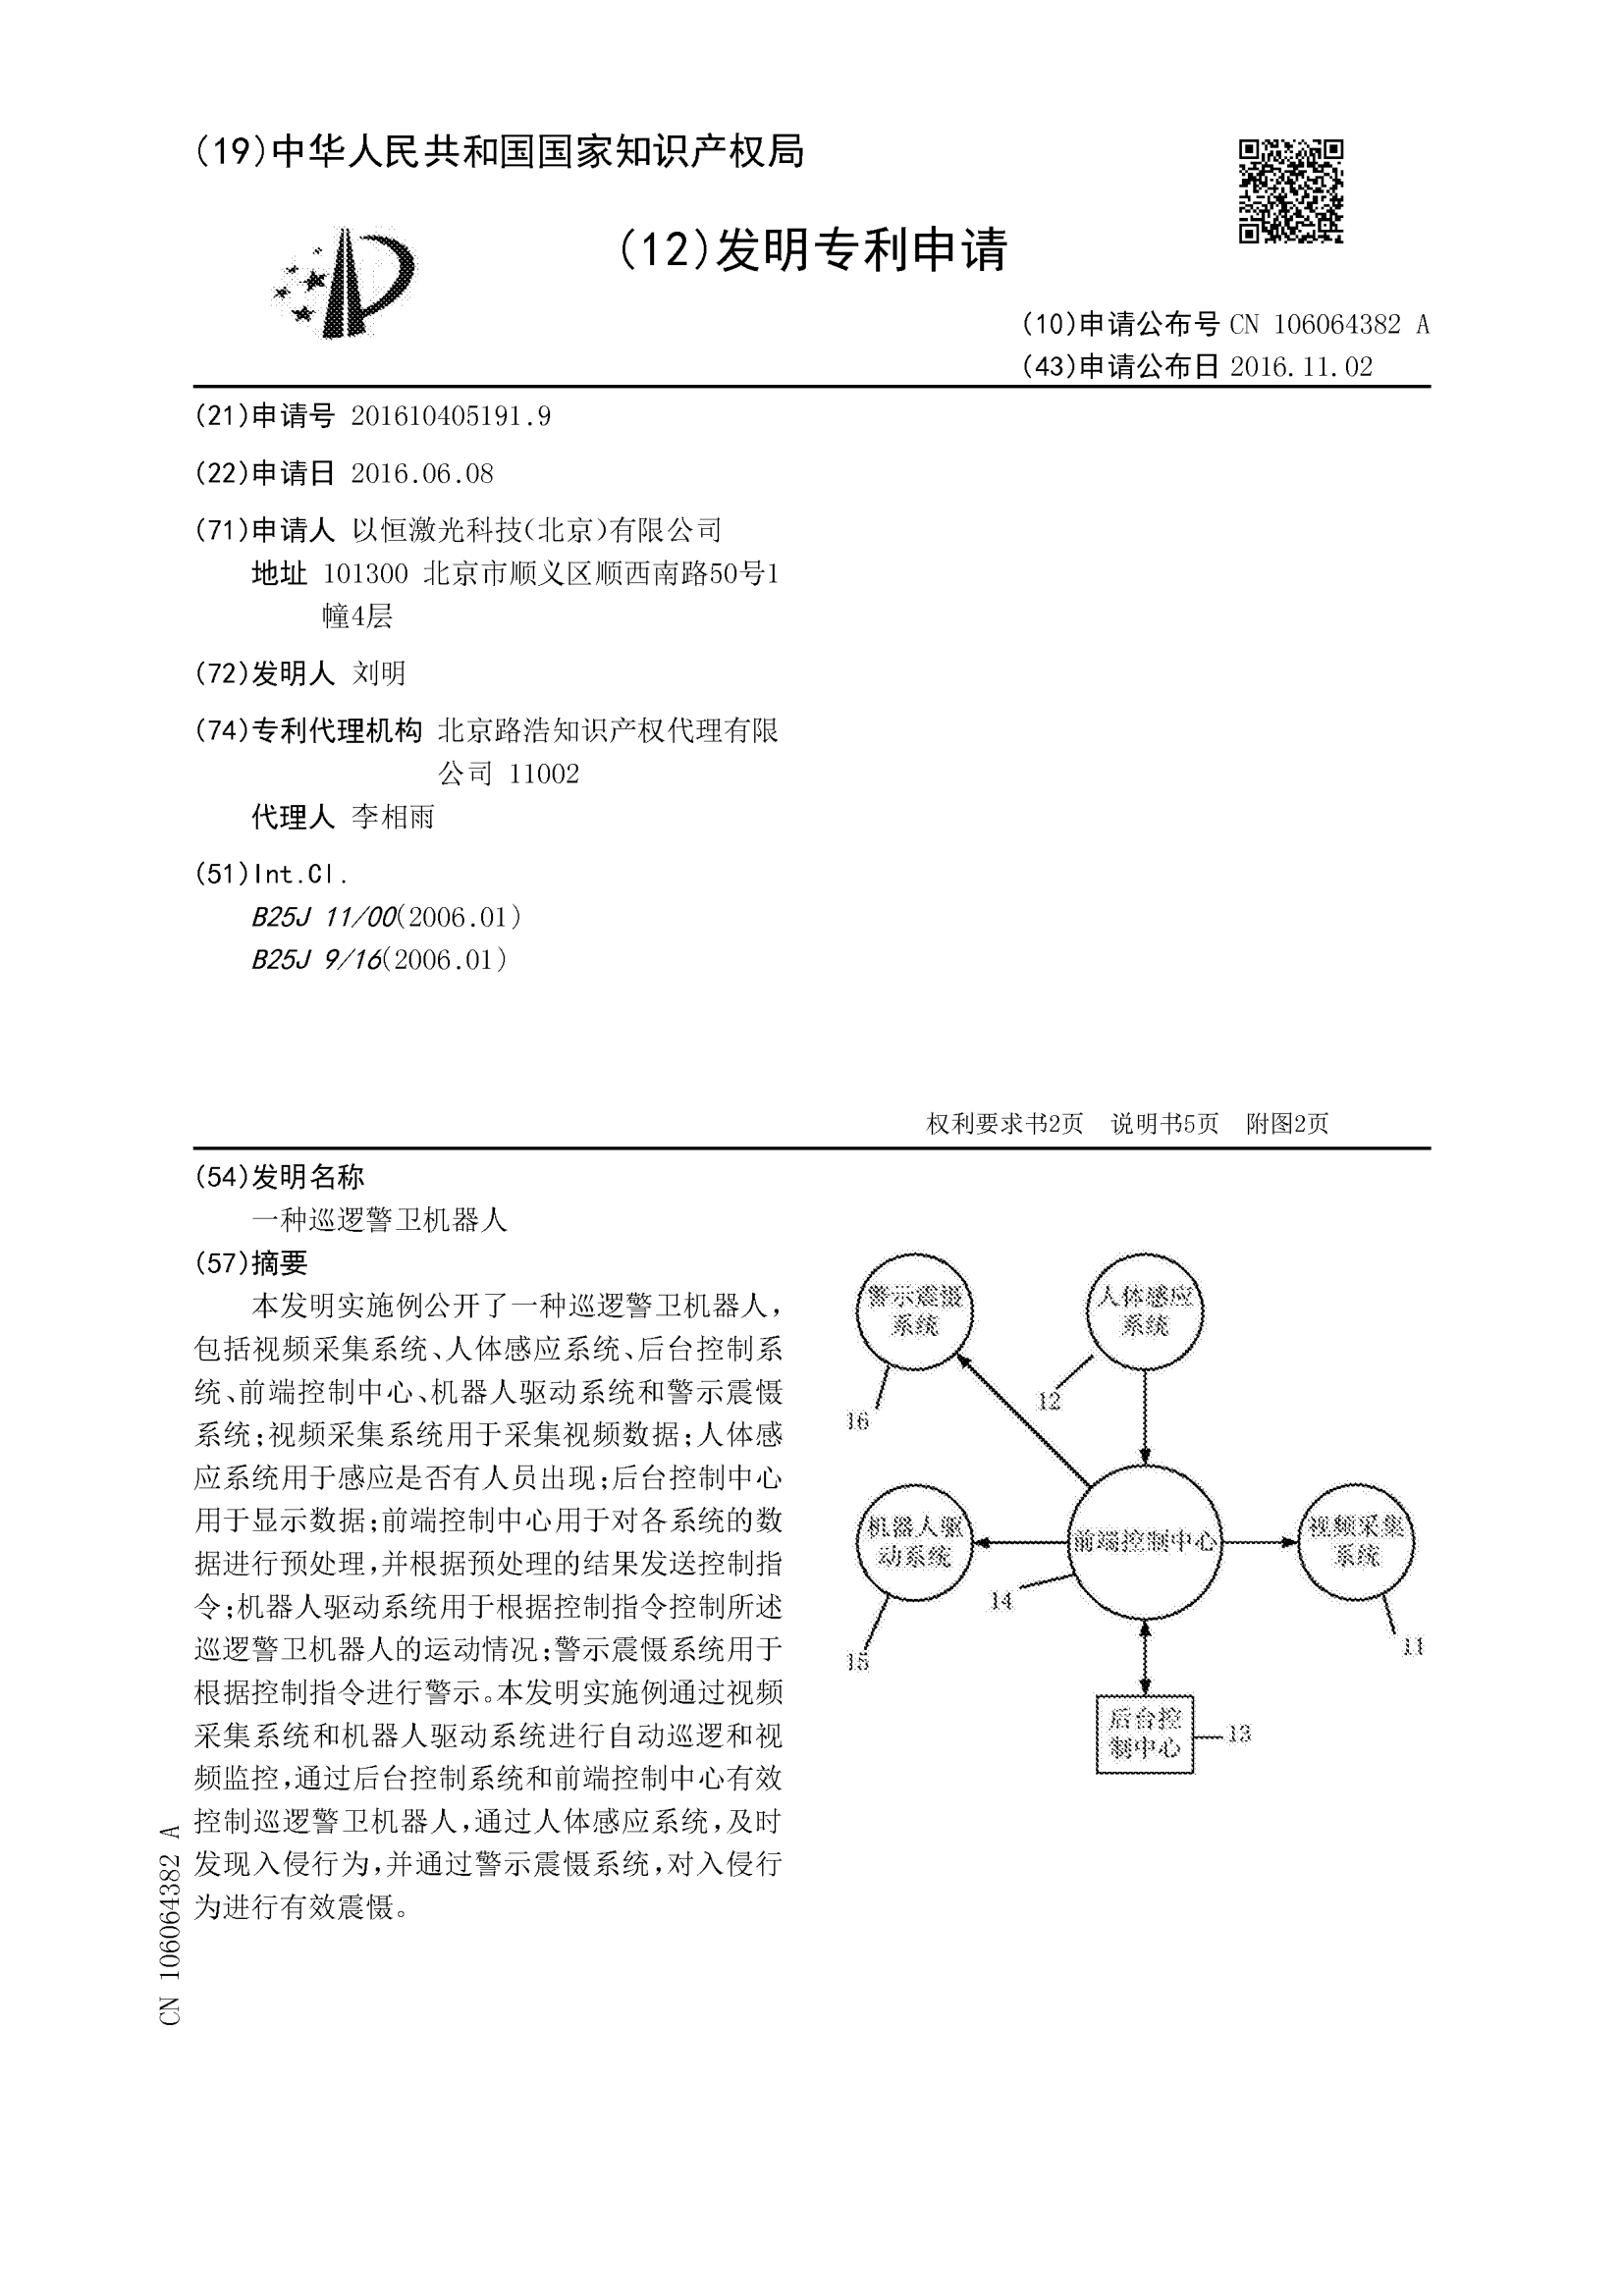 (19)中华人民共和国国家知识产权局
(12)发明专利申请
(10)申请公布号 CN 106064382 A
(43)申请公布日 2016.11.02
(21)申请号 201610405191.9
(22)申请日 2016.06.08
(71)申请人 以恒激光科技(北京)有限公司
地址 101300 北京市顺义区顺西南路50号1
幢4层
(72)发明人 刘明
(74)专利代理机构 北京路浩知识产权代理有限
公司 11002
代理人 李相雨
(51)Int.Cl.
B25J 11/00(2006.01)
B25J 9/16(2006.01)
权利要求书2页 说明书5页 附图2页
(54)发明名称
一种巡逻警卫机器人
(57)摘要
本发明实施例公开了一种巡逻警卫机器人,
包括视频采集系统、人体感应系统、后台控制系
统、前端控制中心、机器人驱动系统和警示震慑
系统;视频采集系统用于采集视频数据;人体感
应系统用于感应是否有人员出现;后台控制中心
用于显示数据;前端控制中心用于对各系统的数
据进行预处理,并根据预处理的结果发送控制指
令;机器人驱动系统用于根据控制指令控制所述
巡逻警卫机器人的运动情况;警示震慑系统用于
根据控制指令进行警示。本发明实施例通过视频
采集系统和机器人驱动系统进行自动巡逻和视
频监控,通过后台控制系统和前端控制中心有效
控制巡逻警卫机器人,通过人体感应系统,及时
发现入侵行为,并通过警示震慑系统,对入侵行
为进行有效震慑。
警示震慑
系统
人体感应
系统
16
12
机器人驱
动系统
前端控制中心
视频采集
系统
14
15
11
后台控
制中心
13
CN 106064382 A